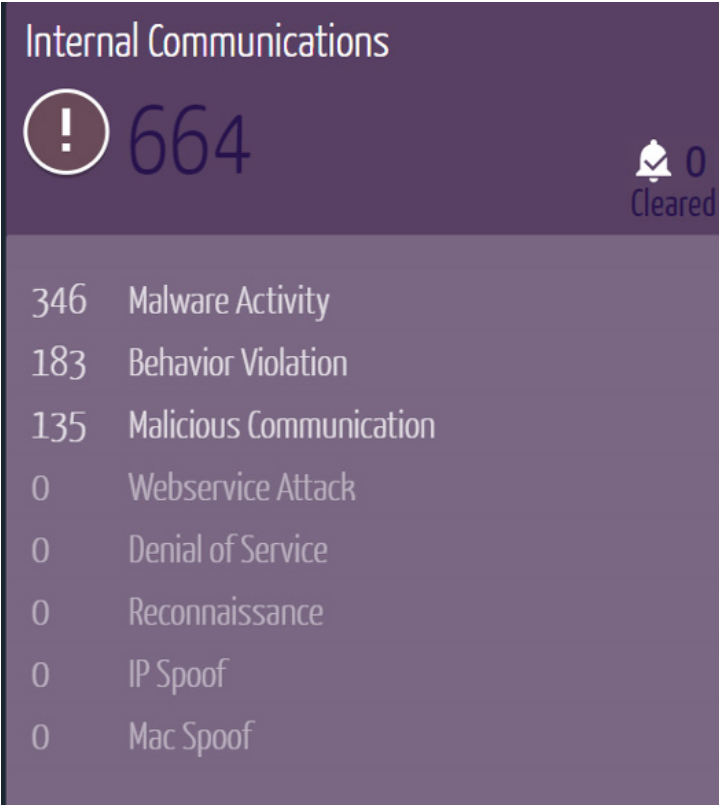 Internal Communications
! 664
0
Cleared
346 Malware Activity
183 Behavior Violation
135 Malicious Communication
0 Webservice Attack
0 Denial of Service
0 Reconnaissance
0 IP Spoof
0 Mac Spoof